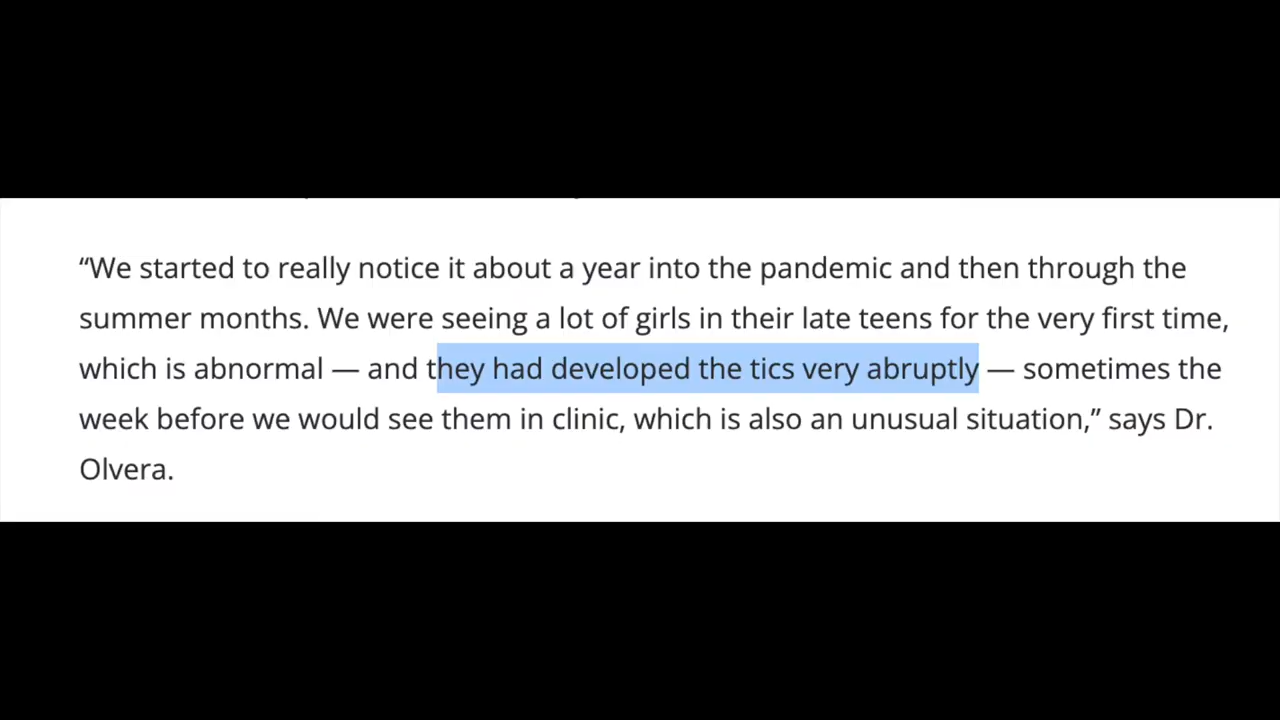 “We started to really notice it about a year into the pandemic and then through the
summer months. We were seeing a lot of girls in their late teens for the very first time,
which is abnormal — and they had developed the tics very abruptly — sometimes the
week before we would see them in clinic, which is also an unusual situation,” says Dr.
Olvera.